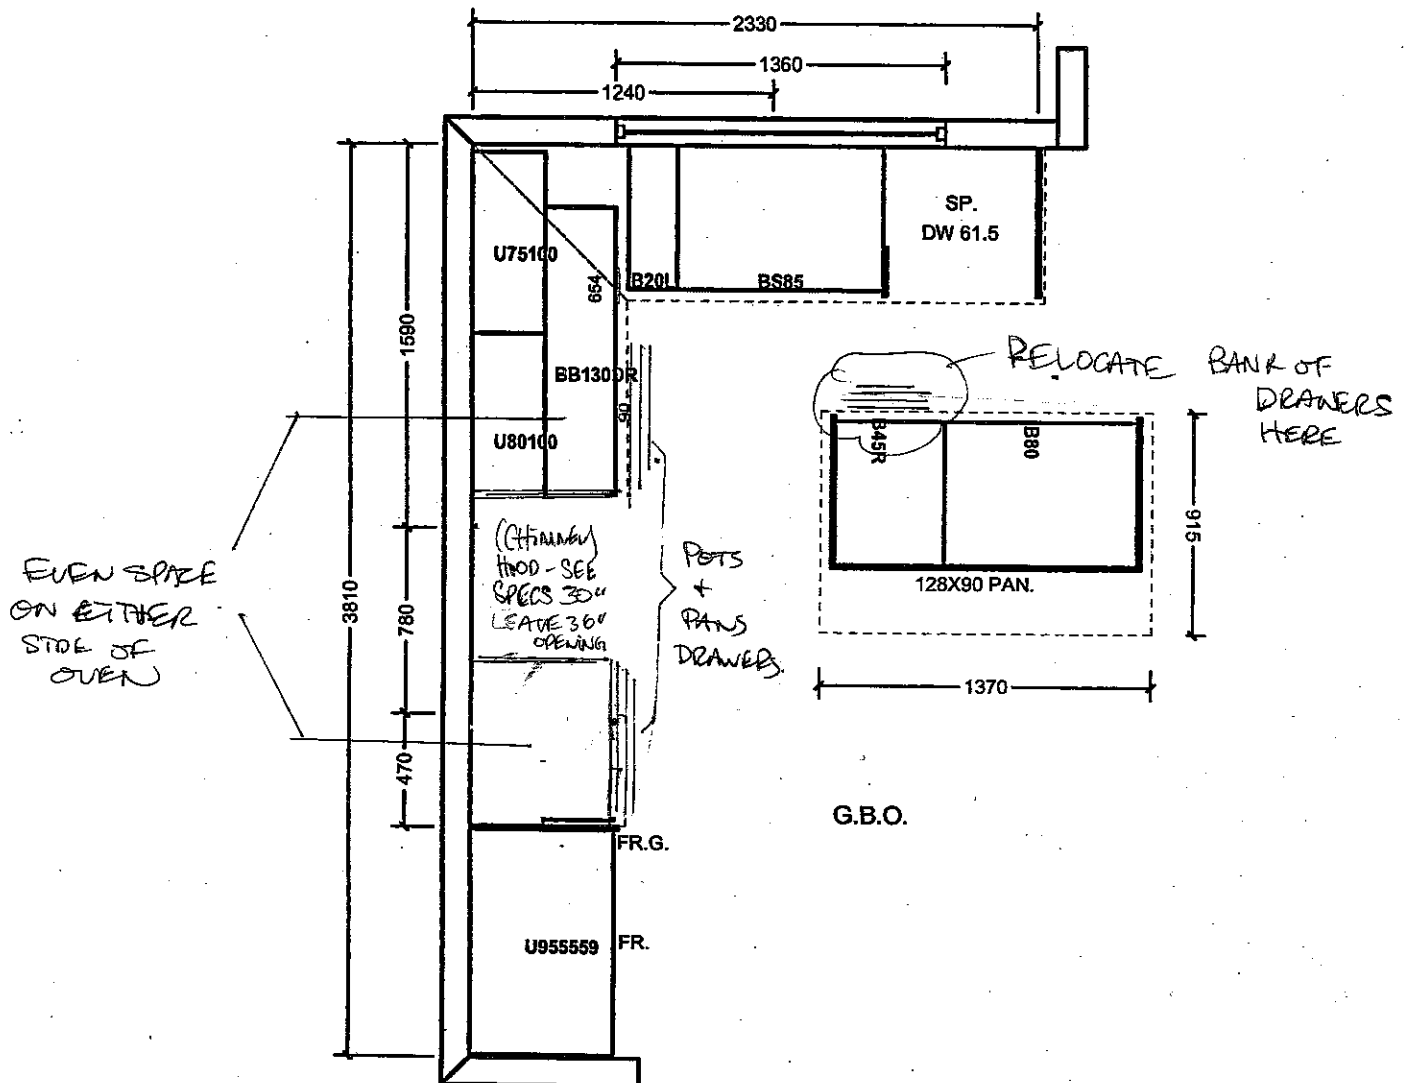 2330
1360
1240
SP.
DW 61.5
U75100
654
B20L
BS85
1590
BB130DR
90
U80100
RELOCATE BANK OF
DRAWERS
HERE
B45R
B80
915
128X90 PAN.
1370
EVEN SPACE
ON EITHER
SIDE OF
OVEN
3810
780
(CHIMNEY
HOOD - SEE
SPECS 30"
LEAVE 36"
OPENING
POTS
+
PANS
DRAWERS.
470
G.B.O.
FR.G.
U955559
FR.